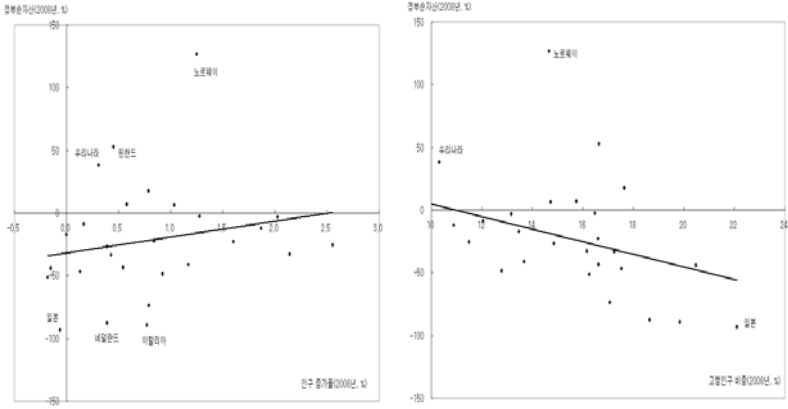 정부순자산(2008년, %)
150
100
50
0
-50
-100
-150
-0.5
0.0
0.5
1.0
1.5
2.0
2.5
3.0
노르웨이
우리나라
핀란드
일본
네덜란드
이탈리아
인구 증가율(2008년, %)
정부순자산(2008년, %)
150
100
50
0
-50
-100
-150
10
12
14
16
18
20
22
24
노르웨이
우리나라
일본
고령인구 비중(2008년, %)